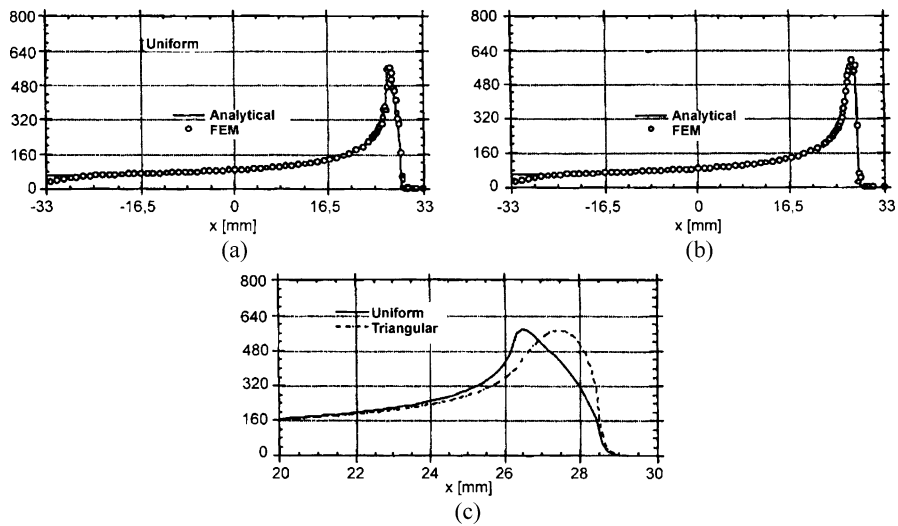 800
640
480
320
160
0
Uniform
Analytical
FEM
-33
-16,5
0
16,5
33
x [mm]
(a)
800
640
480
320
160
0
Analytical
FEM
-33
-16,5
0
16,5
33
x [mm]
(b)
800
640
480
320
160
0
Uniform
Triangular
20
22
24
26
28
30
x [mm]
(c)